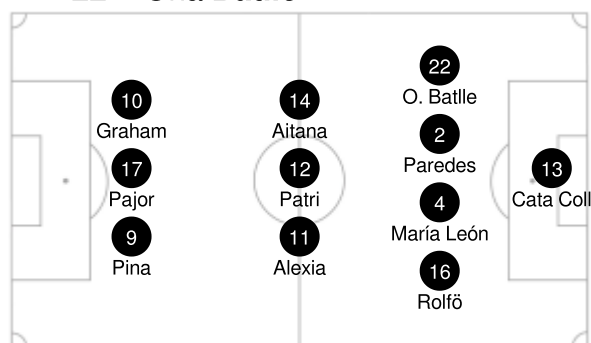 10
Graham
17
Pajor
9
Pina
14
Aitana
12
Patri
11
Alexia
22
O. Batlle
2
Paredes
4
María León
16
Rolfö
13
Cata Coll